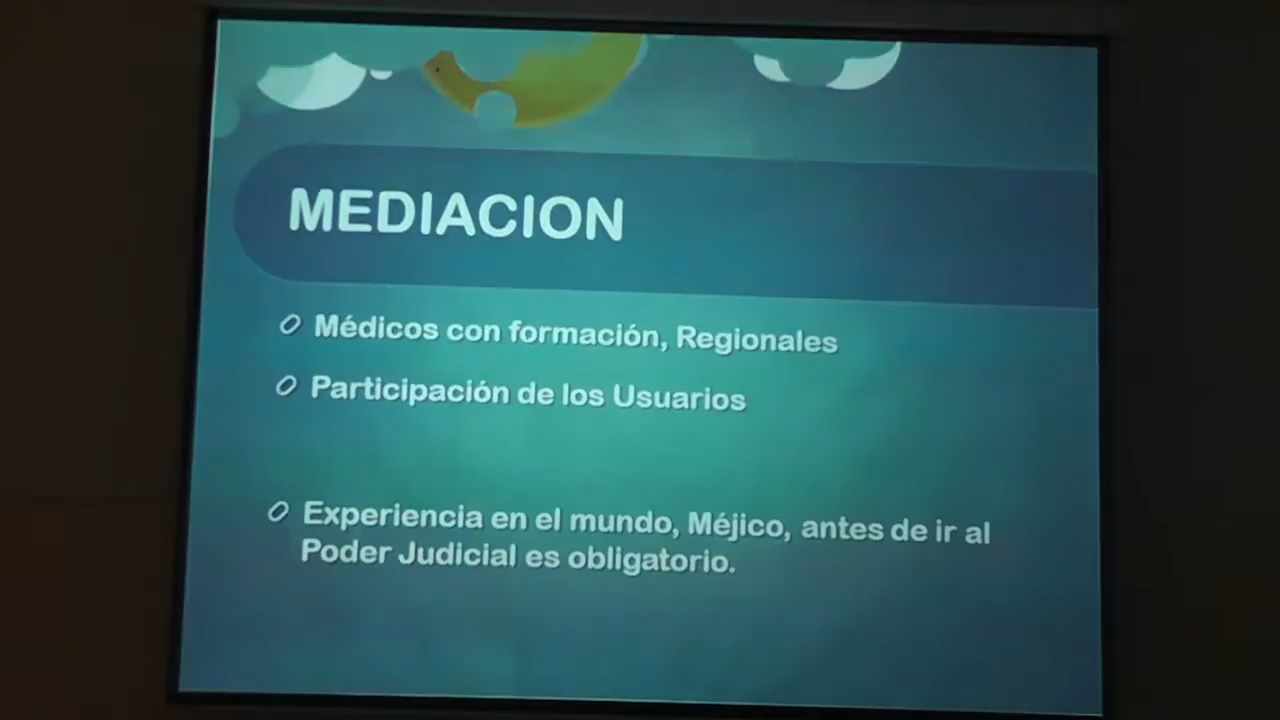 MEDIACION
Médicos con formación, Regionales
Participación de los Usuarios
Experiencia en el mundo, Méjico, antes de ir al
Poder Judicial es obligatorio.